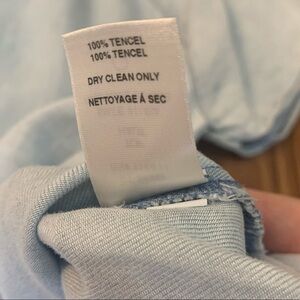 100% TENCEL
100% TENCEL
DRY CLEAN ONLY
NETTOYAGE À SEC